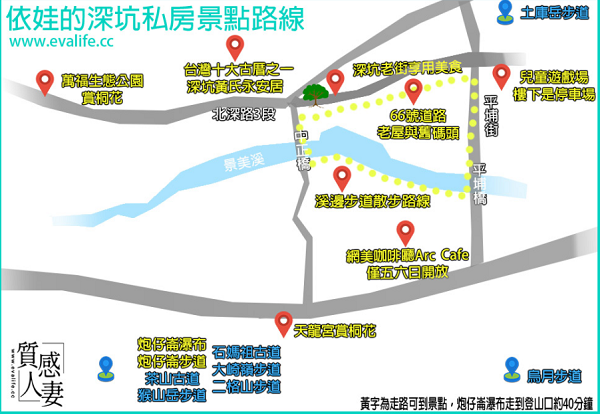 依娃的深坑私房景點路線
www.evalife.cc
土庫岳步道
萬福生態公園
賞桐花
台灣十大古厝之一
深坑黃氏永安居
深坑老街享用美食
兒童遊戲場
樓下是停車場
北深路3段
66號道路
老屋與舊碼頭
平埔街
中正橋
景美溪
平埔橋
溪邊步道散步路線
網美咖啡廳Arc Cafe
僅五六日開放
天龍宮賞桐花
炮仔崙瀑布
炮仔崙步道
茶山古道
猴山岳步道
石媽祖古道
大崎嶺步道
二格山步道
烏月步道
質感人妻
www.evalife.cc
黃字為走路可到景點，炮仔崙瀑布走到登山口約40分鐘